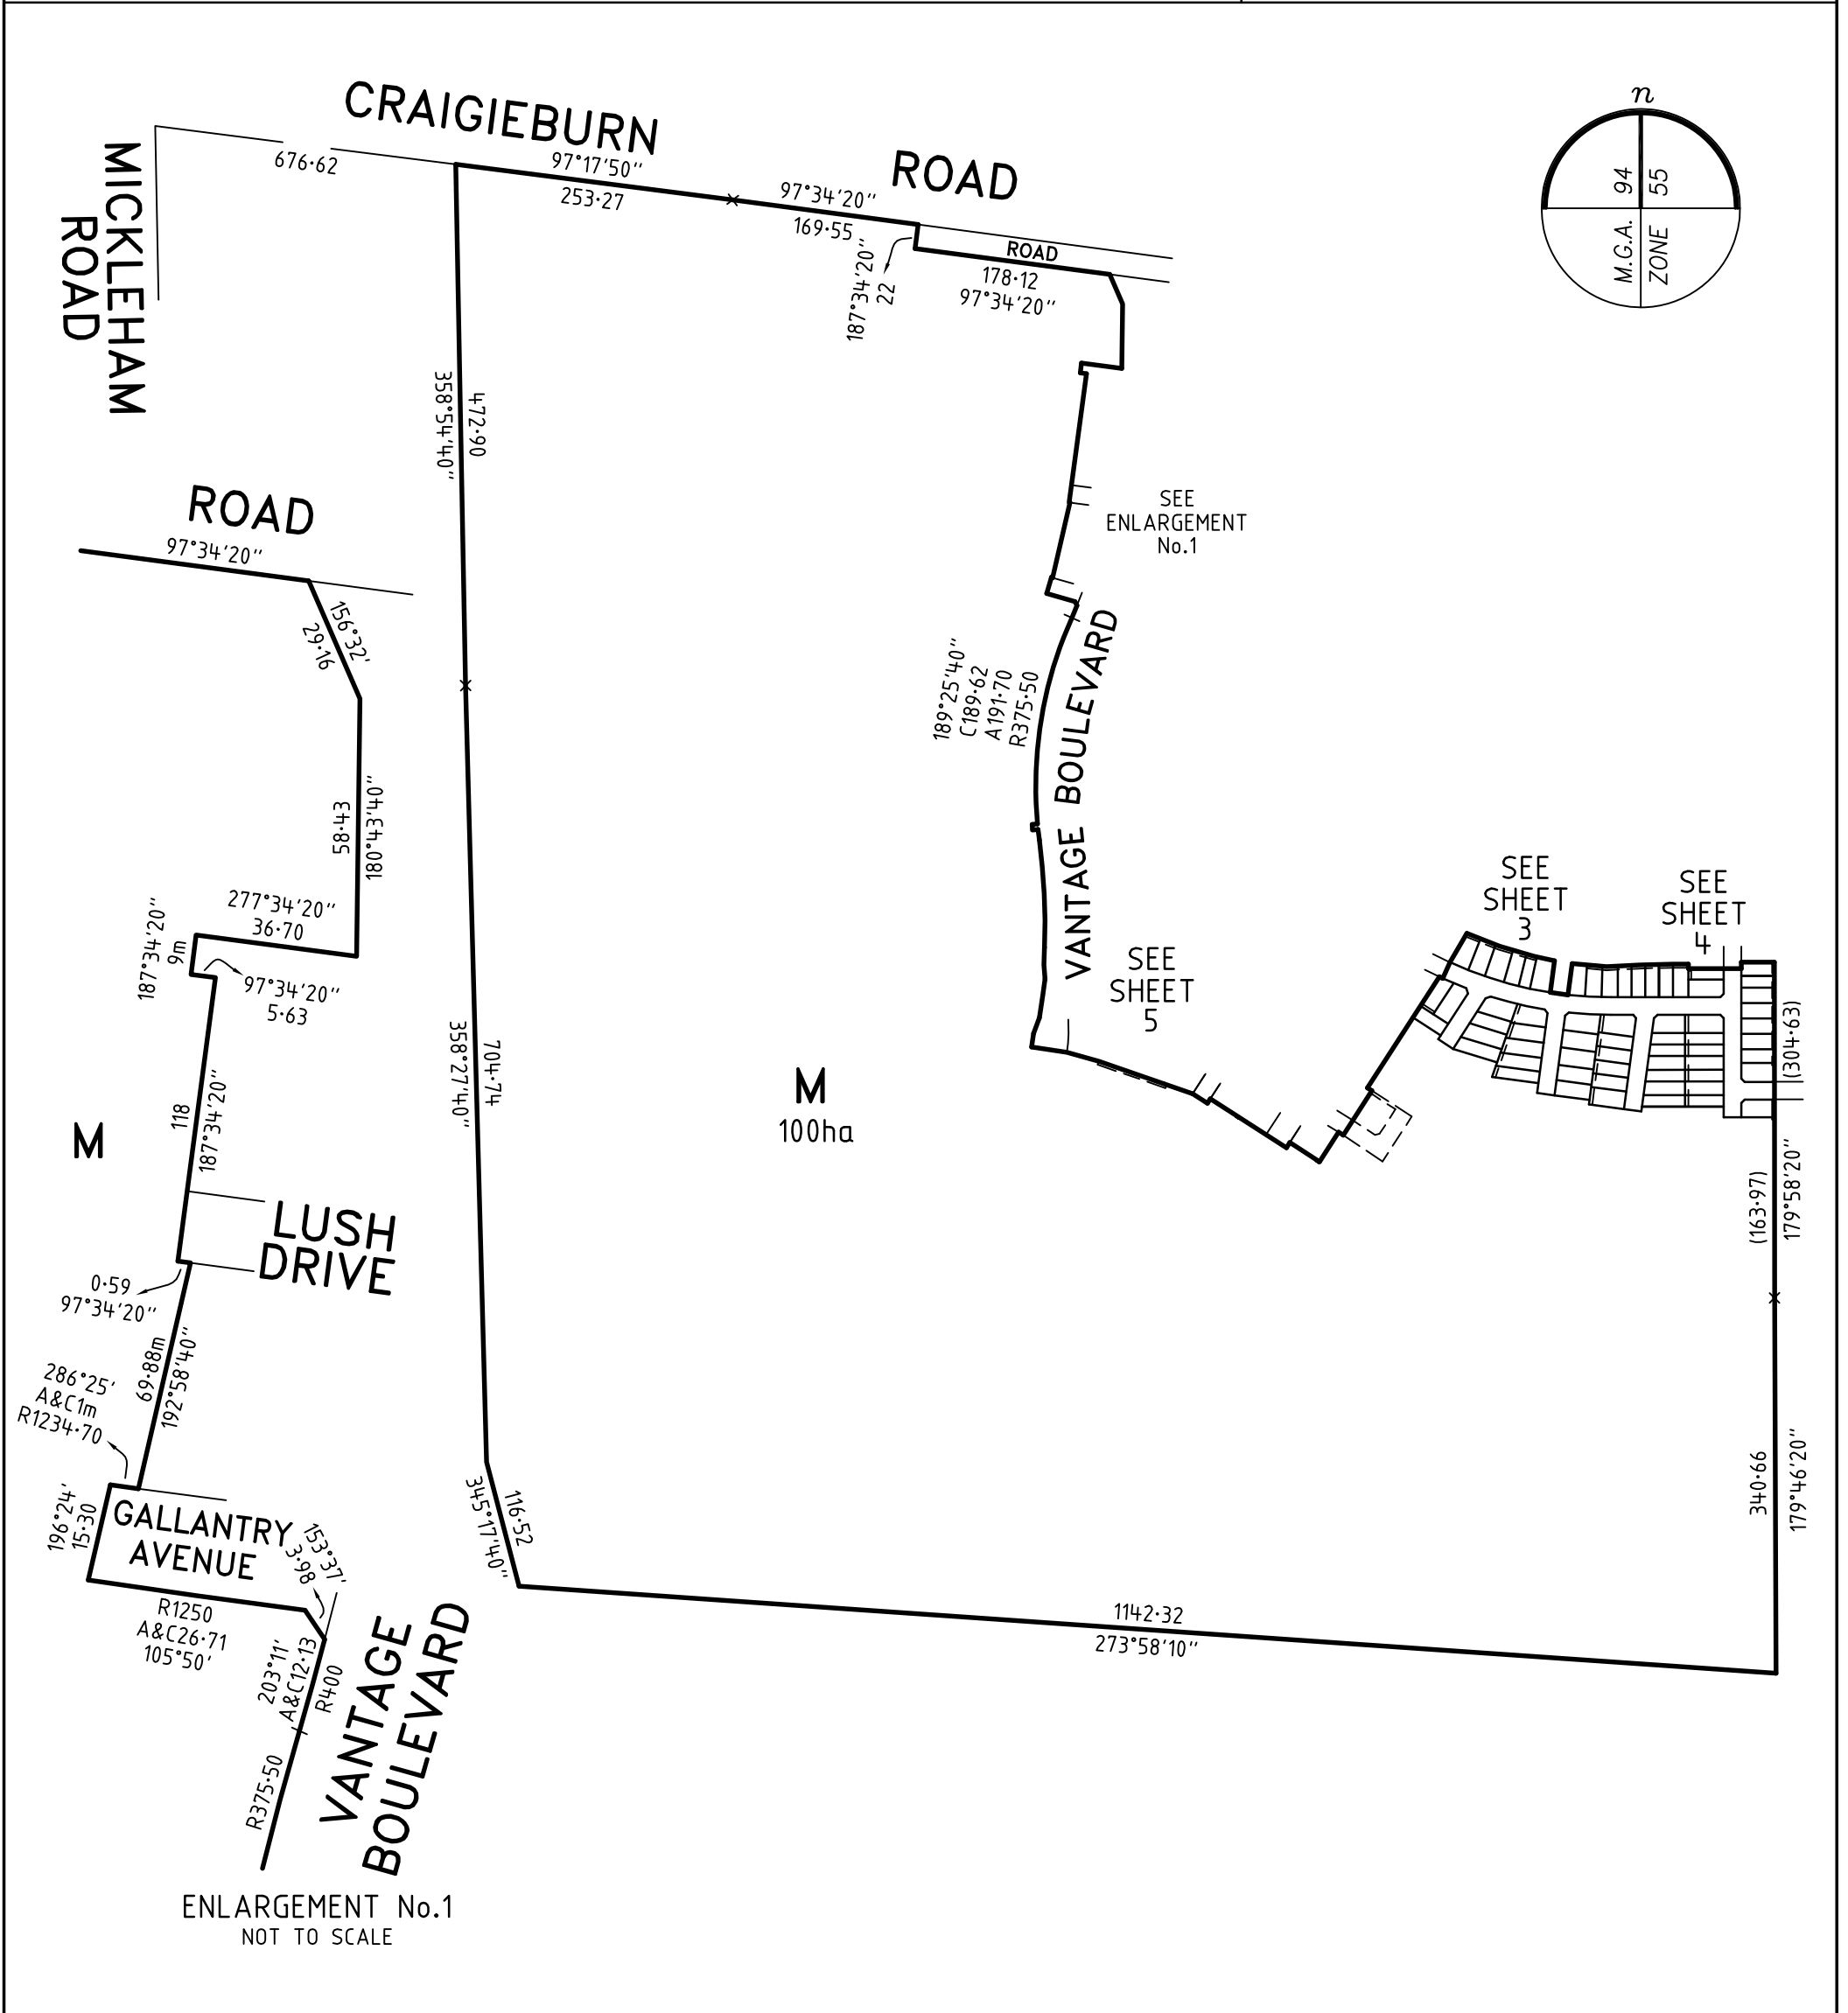 CRAIGIEBURN
ROAD
676·62
97°17'50"
253·27
97°34'20"
169·55
187°34'20"
22
ROAD
178·12
97°34'20"
MICKLEHAM
ROAD
n
M.G.A. 94
ZONE 55
472·90
358°54'40"
SEE
ENLARGEMENT
No.1
189°25'40"
C189·62
A191·70
R375·50
VANTAGE BOULEVARD
SEE
SHEET
5
SEE
SHEET
3
SEE
SHEET
4
(304·63)
(163·97)
179°58'20"
340·66
179°46'20"
704·74
358°27'40"
M
100ha
116·52
345°17'40"
1142·32
273°58'10"
ROAD
97°34'20"
156°32'
29·16
58·43
180°43'40"
277°34'20"
36·70
187°34'20"
9m
97°34'20"
5·63
118
187°34'20"
M
LUSH
DRIVE
0·59
97°34'20"
69·88m
192°58'40"
286°25'
A&C1m
R1234·70
196°24'
15·30
GALLANTRY
AVENUE
153°37'
3·98
R1250
A&C26·71
105°50'
203°11'
A&C12·13
R400
R375·50
VANTAGE
BOULEVARD
ENLARGEMENT No.1
NOT TO SCALE